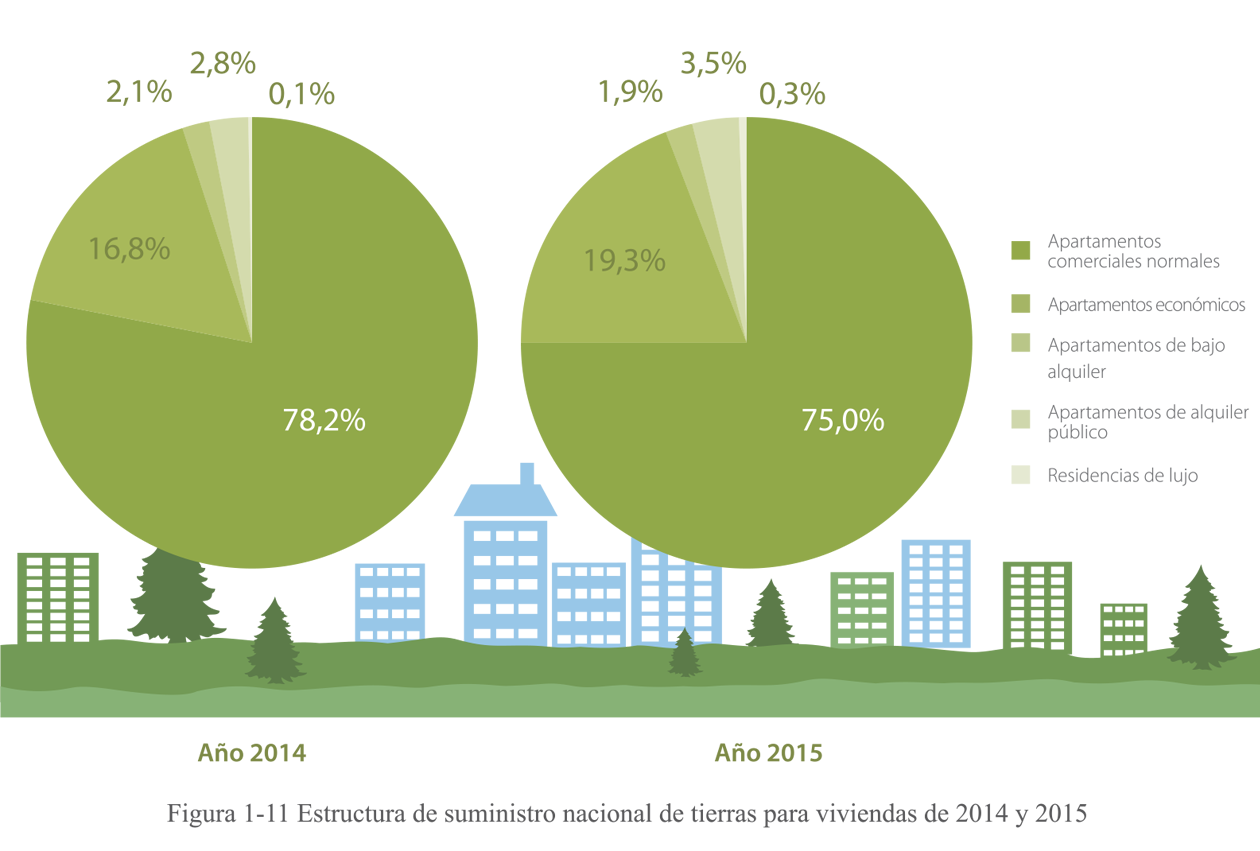 2,8%
2,1%
0,1%
16,8%
78,2%
3,5%
1,9%
0,3%
19,3%
75,0%
Apartamentos
comerciales normales
Apartamentos económicos
Apartamentos de bajo
alquiler
Apartamentos de alquiler
público
Residencias de lujo
Año 2014
Año 2015
Figura 1-11 Estructura de suministro nacional de tierras para viviendas de 2014 y 2015